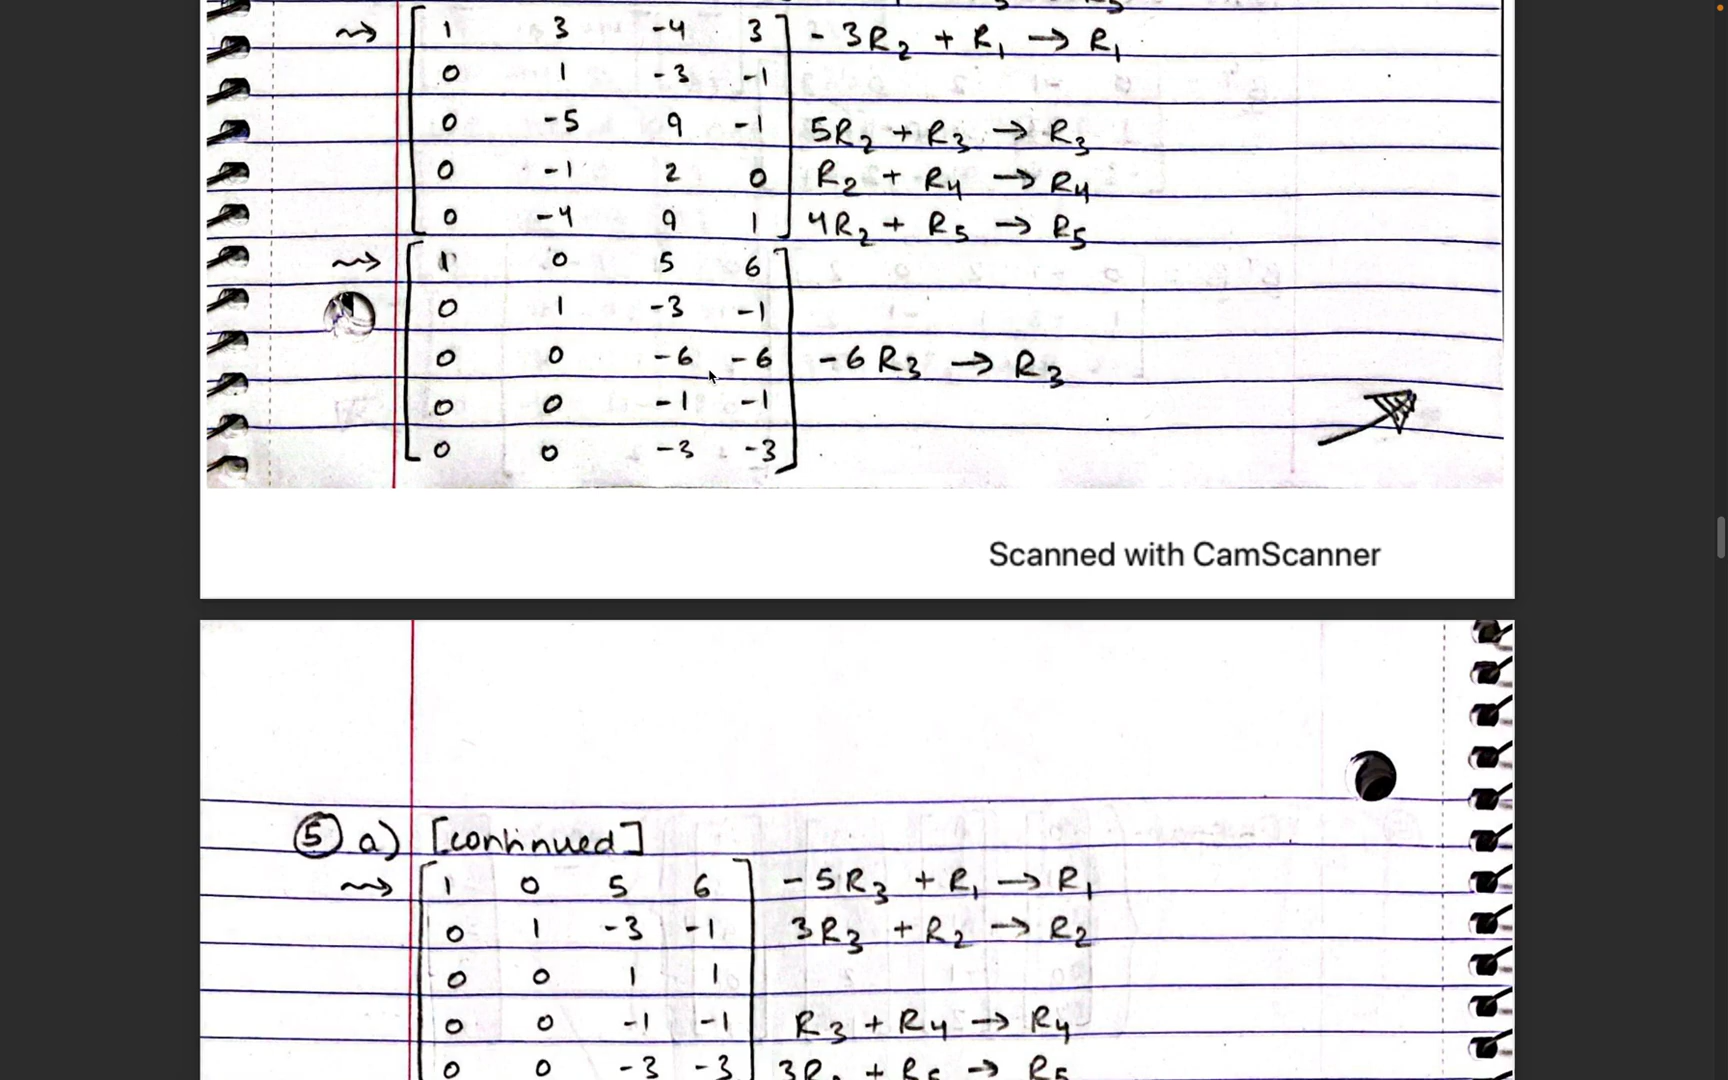 ⇝ [ 1 3 -4 3 ] - 3R₂ + R₁ → R₁
0 1 -3 -1
0 -5 9 -1 5R₂ + R₃ → R₃
0 -1 2 0 R₂ + R₄ → R₄
0 -4 9 1 4R₂ + R₅ → R₅
⇝ [ 1 0 5 6 ]
0 1 -3 -1
0 0 -6 -6 -6R₃ → R₃
0 0 -1 -1
0 0 -3 -3
Scanned with CamScanner
⑤ a) [continued]
⇝ [ 1 0 5 6 ] - 5R₃ + R₁ → R₁
0 1 -3 -1 3R₃ + R₂ → R₂
0 0 1 1
0 0 -1 -1 R₃ + R₄ → R₄
0 0 -3 -3 3R₃ + R₅ → R₅